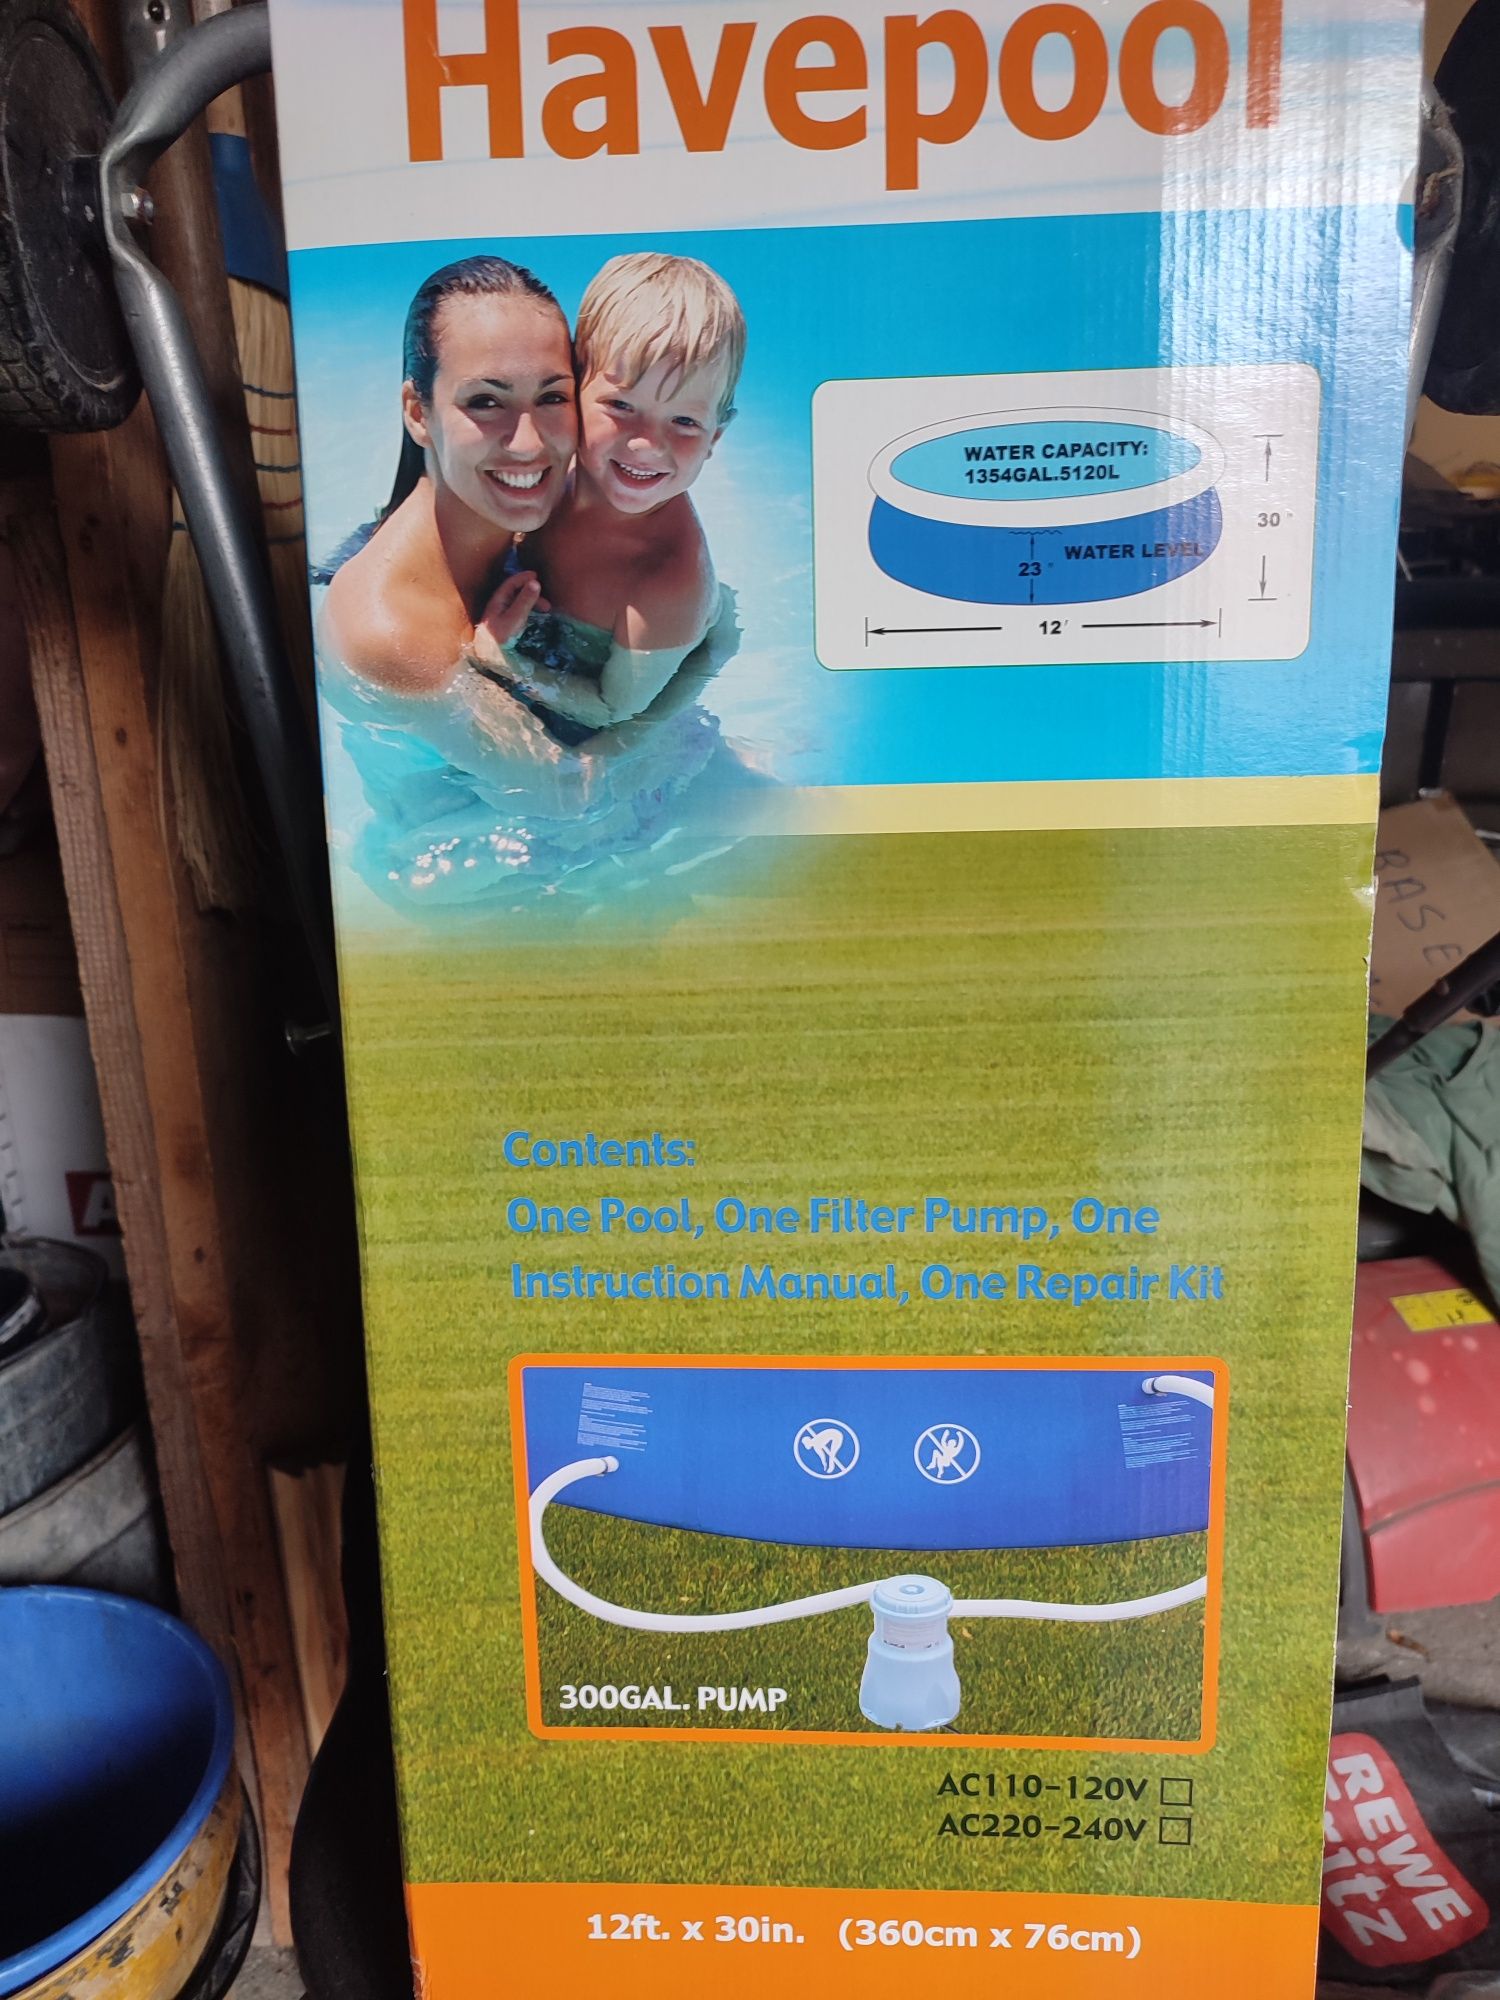 Havepool
WATER CAPACITY:
1354GAL.5120L
30"
WATER LEVEL
23"
12'
BASE
Contents:
One Pool, One Filter Pump, One
Instruction Manual, One Repair Kit
300GAL. PUMP
AC110-120V
AC220-240V
REWE
12ft. x 30in. (360cm x 76cm)